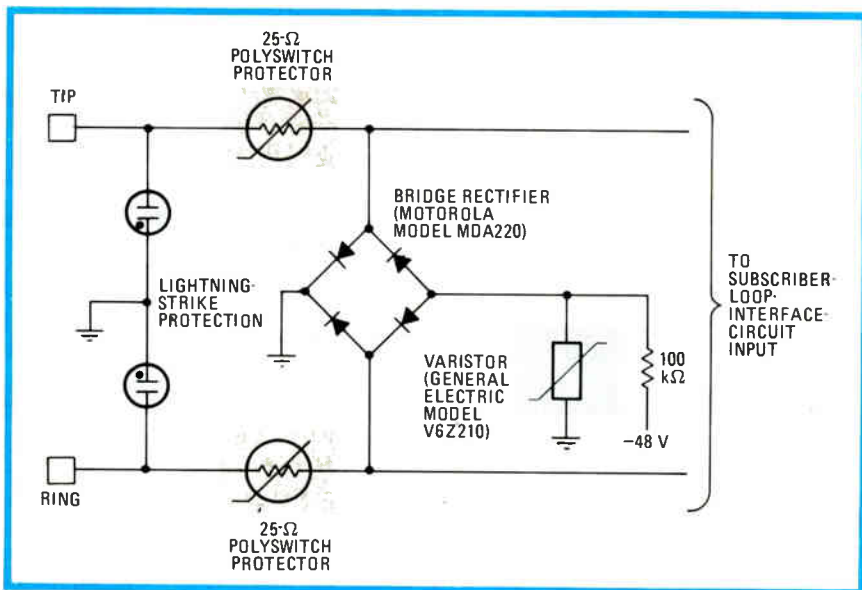 25-Ω
POLYSWITCH
PROTECTOR
TIP
BRIDGE RECTIFIER
(MOTOROLA
MODEL MDA220)
LIGHTNING-
STRIKE
PROTECTION
TO
SUBSCRIBER-
LOOP-
INTERFACE-
CIRCUIT
INPUT
VARISTOR
(GENERAL
ELECTRIC
MODEL
V6Z210)
100
kΩ
−48 V
RING
25-Ω
POLYSWITCH
PROTECTOR